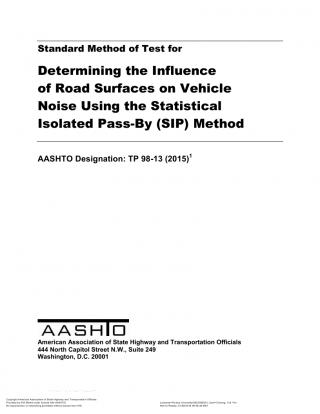 Standard Method of Test for
Determining the Influence
of Road Surfaces on Vehicle
Noise Using the Statistical
Isolated Pass-By (SIP) Method
AASHTO Designation: TP 98-13 (2015)1
AASHTO
American Association of State Highway and Transportation Officials
444 North Capitol Street N.W., Suite 249
Washington, D.C. 20001